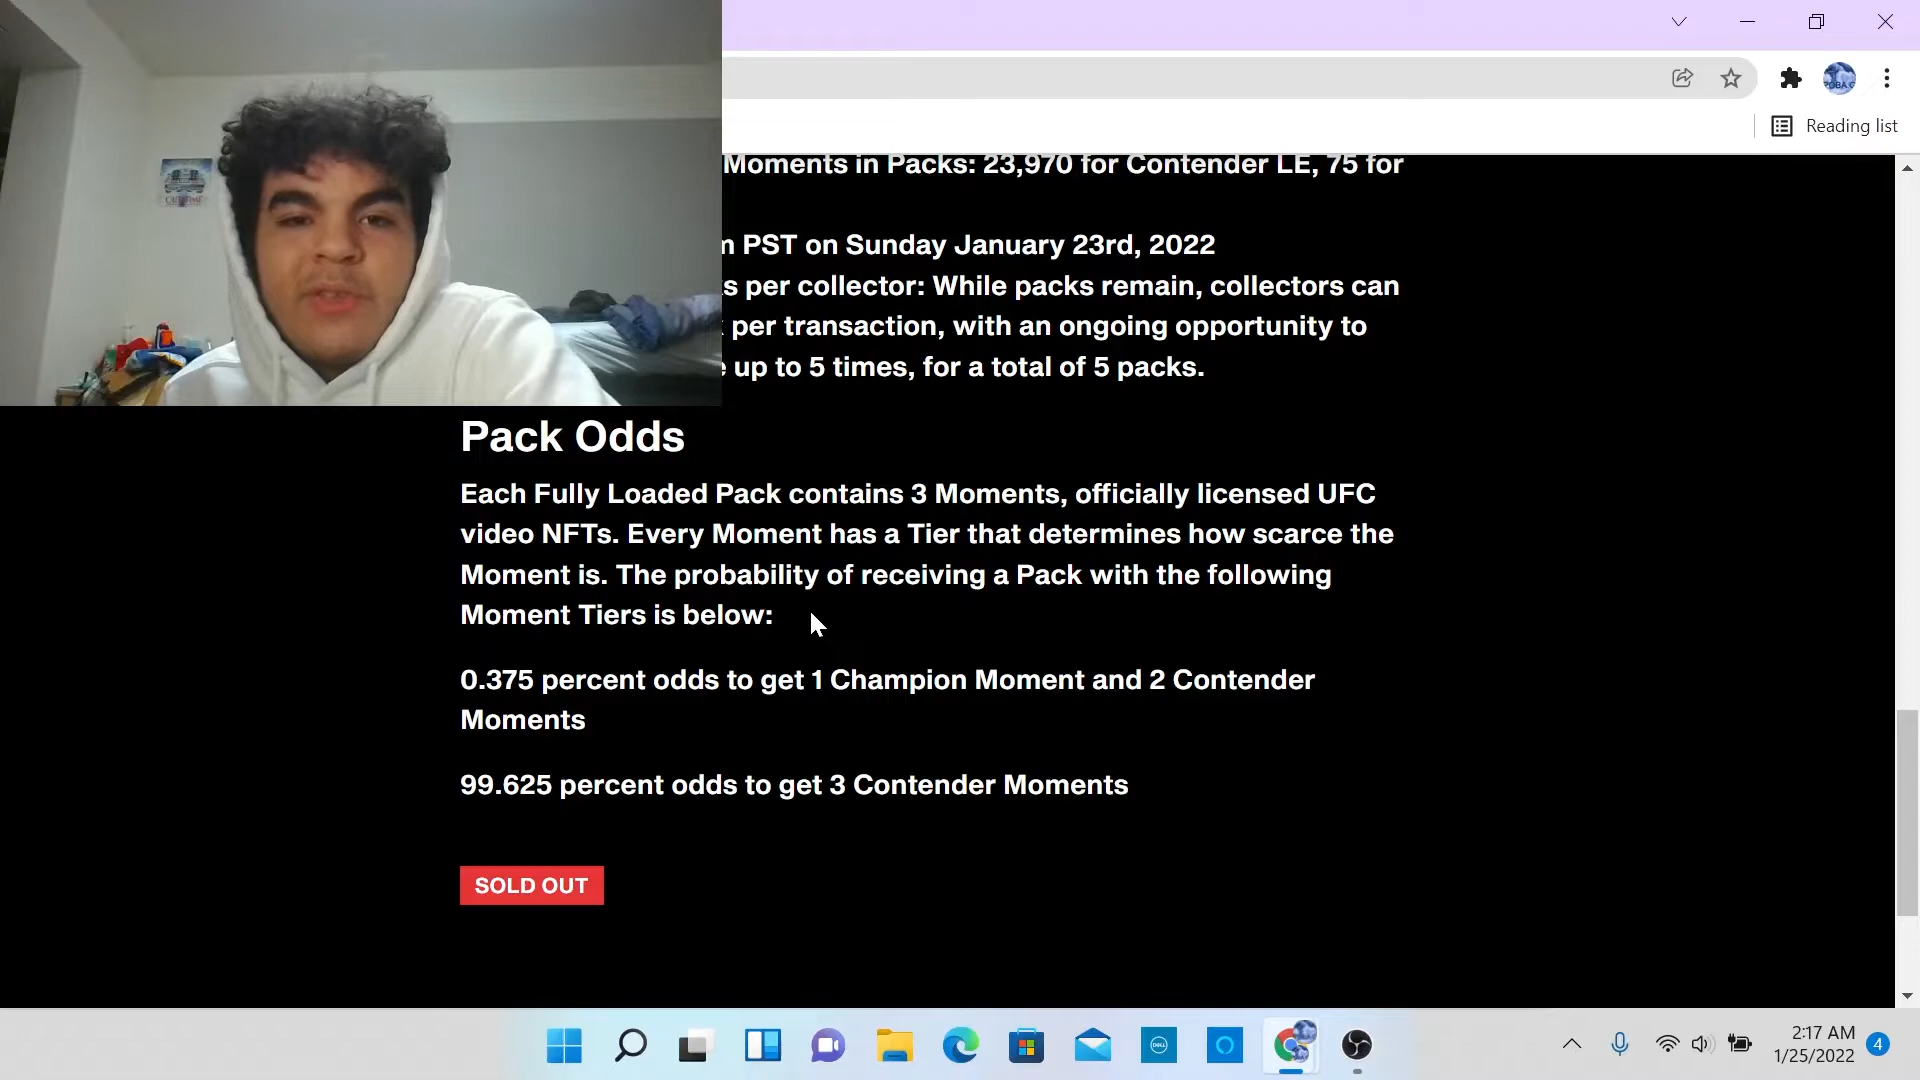 Reading list
Moments in Packs: 23,970 for Contender LE, 75 for
PST on Sunday January 23rd, 2022
per collector: While packs remain, collectors can
per transaction, with an ongoing opportunity to
up to 5 times, for a total of 5 packs.
Pack Odds
Each Fully Loaded Pack contains 3 Moments, officially licensed UFC
video NFTs. Every Moment has a Tier that determines how scarce the
Moment is. The probability of receiving a Pack with the following
Moment Tiers is below:
0.375 percent odds to get 1 Champion Moment and 2 Contender
Moments
99.625 percent odds to get 3 Contender Moments
SOLD OUT
DELL
2:17 AM
1/25/2022
4